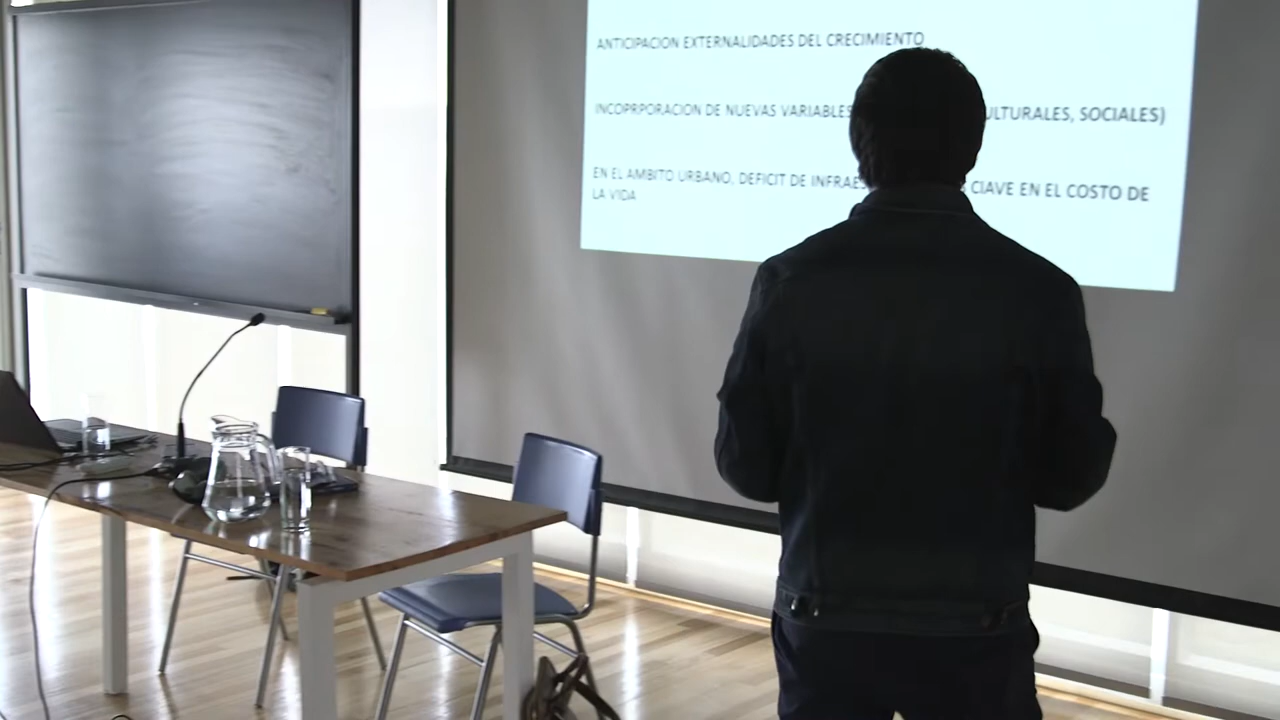 ANTICIPACION EXTERNALIDADES DEL CRECIMIENTO
INCOPRPORACION DE NUEVAS VARIABLES ULTURALES, SOCIALES)
EN EL AMBITO URBANO, DEFICIT DE INFRAES CLAVE EN EL COSTO DE
LA VIDA